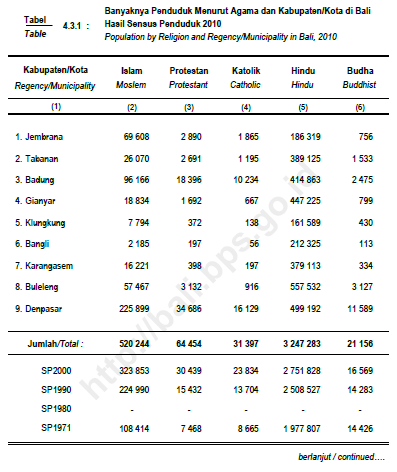 Tabel
Table
4.3.1 :
Banyaknya Penduduk Menurut Agama dan Kabupaten/Kota di Bali
Hasil Sensus Penduduk 2010
Population by Religion and Regency/Municipality in Bali, 2010
Kabupaten/Kota Islam Protestan Katolik Hindu Budha
Regency/Municipality Moslem Protestant Catholic Hindu Buddhist
(1) (2) (3) (4) (5) (6)
1. Jembrana 69 608 2 890 1 865 186 319 756
2. Tabanan 26 070 2 691 1 195 389 125 1 533
3. Badung 96 166 18 396 10 234 414 863 2 475
4. Gianyar 18 834 1 692 667 447 225 799
5. Klungkung 7 794 372 138 161 589 430
6. Bangli 2 185 197 56 212 325 113
7. Karangasem 16 221 398 197 379 113 334
8. Buleleng 57 467 3 132 916 557 532 3 127
9. Denpasar 225 899 34 686 16 129 499 192 11 589
Jumlah/Total : 520 244 64 454 31 397 3 247 283 21 156
SP2000 323 853 30 439 23 834 2 751 828 16 569
SP1990 224 990 15 432 13 704 2 508 527 14 283
SP1980 - - - - -
SP1971 108 414 7 468 8 665 1 977 807 14 426
berlanjut / continued....
http://bali.bps.go.id